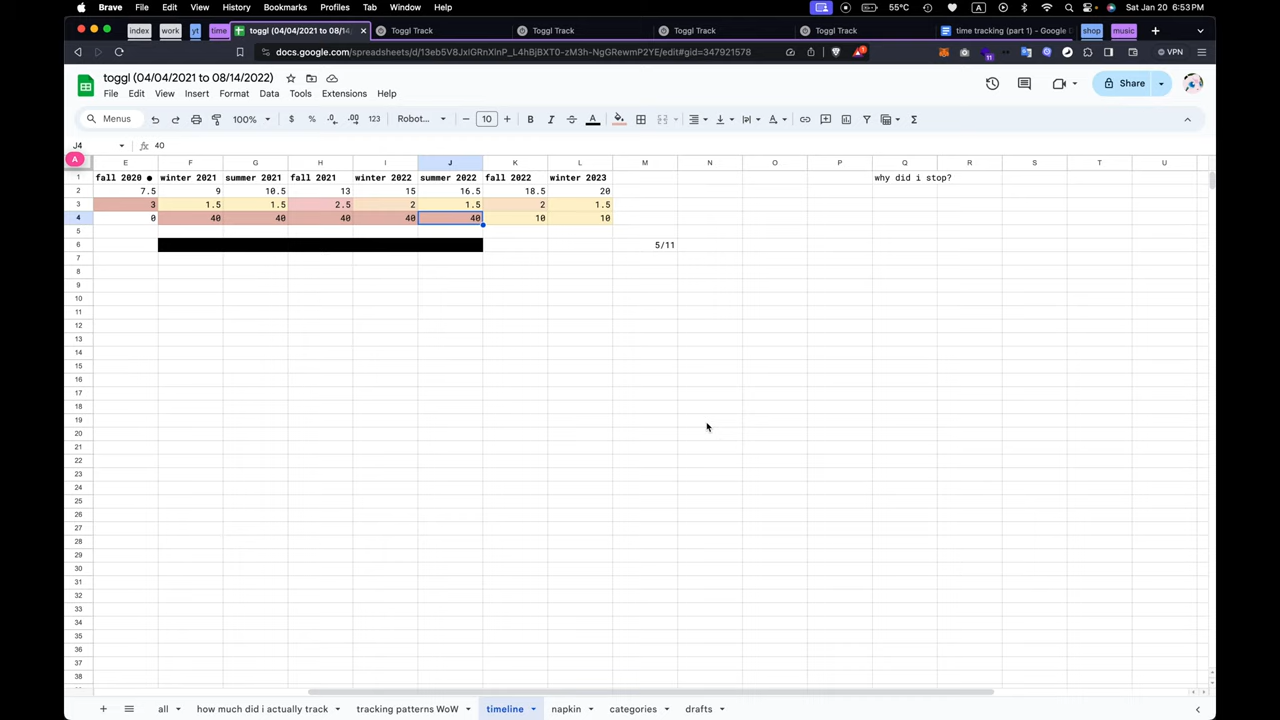 Brave File Edit View History Bookmarks Profiles Tab Window Help 55°C Sat Jan 20 6:53 PM
index work yt time toggl (04/04/2021 to 08/14 Toggl Track Toggl Track Toggl Track Toggl Track time tracking (part 1) - Google D shop music
docs.google.com/spreadsheets/d/13eb5V8JxlGRnXlnP_L4hBjBXT0-zM3h-NgGRewmP2YE/edit#gid=347921578 11 1 VPN
toggl (04/04/2021 to 08/14/2022)
File Edit View Insert Format Data Tools Extensions Help Share
Menus 100% $ % .0 .00 123 Robot... 10 B I A
J4 40
A
E F G H I J K L M N O P Q R S T U
1 fall 2020 ● winter 2021 summer 2021 fall 2021 winter 2022 summer 2022 fall 2022 winter 2023 why did i stop?
2 7.5 9 10.5 13 15 16.5 18.5 20
3 3 1.5 1.5 2.5 2 1.5 2 1.5
4 0 40 40 40 40 40 10 10
5
6 5/11
7
8
9
10
11
12
13
14
15
16
17
18
19
20
21
22
23
24
25
26
27
28
29
30
31
32
33
34
35
36
37
38
all how much did i actually track tracking patterns WoW timeline napkin categories drafts